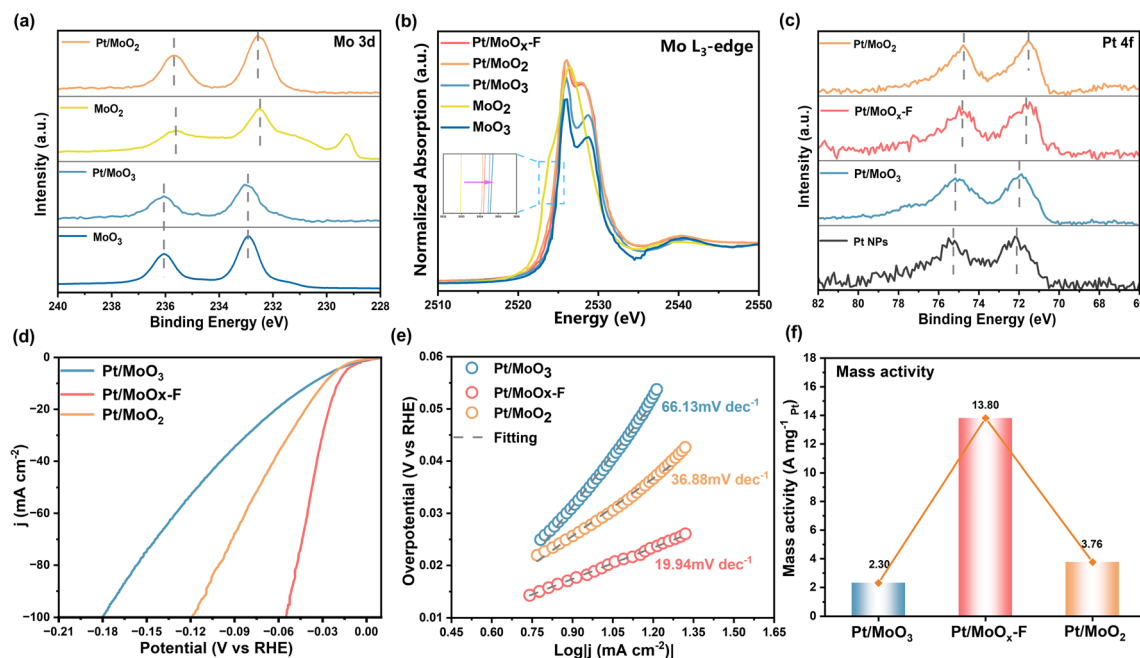 (a)
Mo 3d
Pt/MoO₂
MoO₂
Pt/MoO₃
MoO₃
Intensity (a.u.)
240 238 236 234 232 230 228
Binding Energy (eV)
(b)
Mo L₃-edge
Pt/MoOₓ-F
Pt/MoO₂
Pt/MoO₃
MoO₂
MoO₃
Normalized Absorption (a.u.)
2510 2520 2530 2540 2550
Energy (eV)
(c)
Pt 4f
Pt/MoO₂
Pt/MoOₓ-F
Pt/MoO₃
Pt NPs
Intensity (a.u.)
82 80 78 76 74 72 70 68 66
Binding Energy (eV)
(d)
Pt/MoO₃
Pt/MoOx-F
Pt/MoO₂
j (mA cm⁻²)
0
−20
−40
−60
−80
−100
−0.21 −0.18 −0.15 −0.12 −0.09 −0.06 −0.03 0.00
Potential (V vs RHE)
(e)
Pt/MoO₃
Pt/MoOx-F
Pt/MoO₂
Fitting
66.13mV dec⁻¹
36.88mV dec⁻¹
19.94mV dec⁻¹
Overpotential (V vs RHE)
0.06
0.05
0.04
0.03
0.02
0.01
0.45 0.60 0.75 0.90 1.05 1.20 1.35 1.50 1.65
Log|j (mA cm⁻²)|
(f)
Mass activity
Mass activity (A mg⁻¹ Pt)
18
16
14
12
10
8
6
4
2
0
2.30
13.80
3.76
Pt/MoO₃ Pt/MoOₓ-F Pt/MoO₂